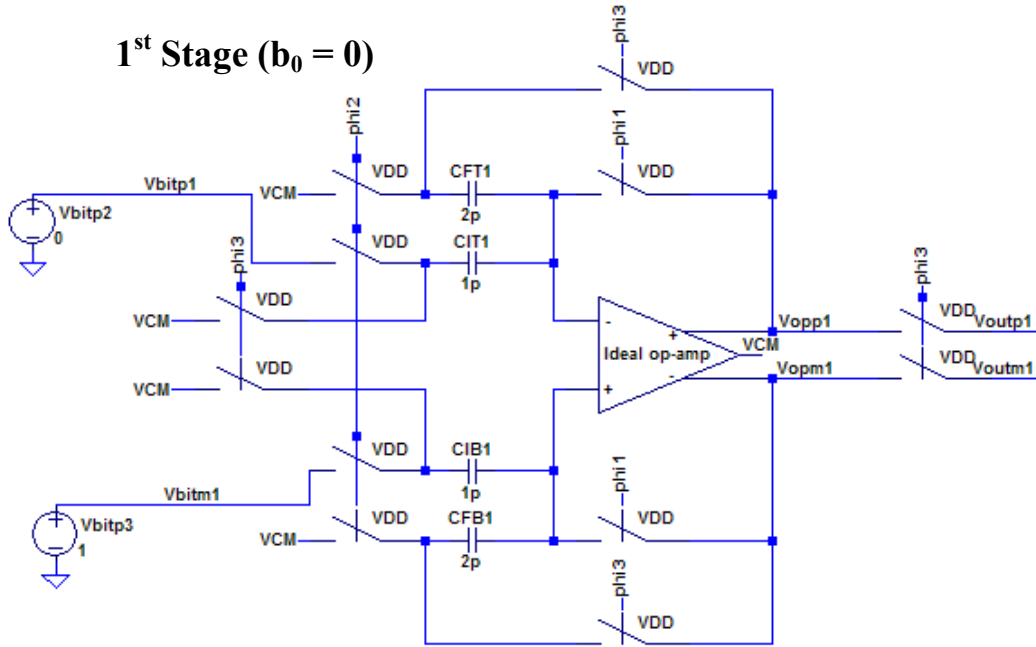 1st Stage (b0 = 0)
phi3
VDD
phi2
phi1
VDD
CFT1
VDD
VCM
2p
Vbitp1
Vbitp2
0
VDD
CIT1
1p
phi3
VDD
VCM
phi3
-
+
Ideal op-amp
VCM
Vopp1
VDD
Voutp1
VDD
VCM
+
-
Vopm1
VDD
Voutm1
VDD
CIB1
1p
phi1
Vbitm1
Vbitp3
1
VDD
CFB1
VDD
VCM
2p
phi3
VDD